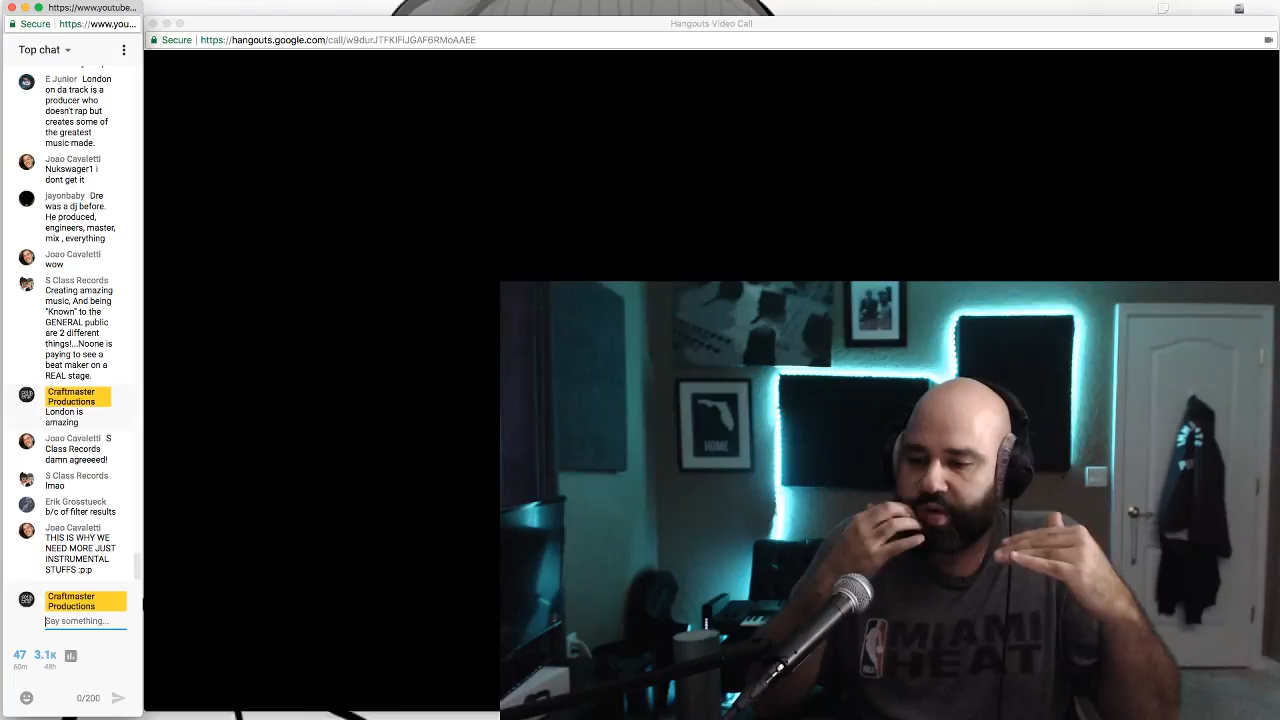 https://www.youtube...
Secure
https://www.you...
Hangouts Video Call
Secure
https://hangouts.google.com/call/w9durJTFKIFiJGAF6RMoAAEE
Top chat
E Junior London
on da track is a
producer who
doesn't rap but
creates some of
the greatest
music made.
Joao Cavaletti
Nukswager1 i
dont get it
jayonbaby Dre
was a dj before.
He produced,
engineers, master,
mix , everything
Joao Cavaletti
wow
S Class Records
Creating amazing
music, And being
"Known" to the
GENERAL public
are 2 different
things!...Noone is
paying to see a
beat maker on a
REAL stage.
Craftmaster
Productions
London is
amazing
Joao Cavaletti S
Class Records
damn agreeeed!
S Class Records
lmao
Erik Grosstueck
b/c of filter results
Joao Cavaletti
THIS IS WHY WE
NEED MORE JUST
INSTRUMENTAL
STUFFS :p:p
Craftmaster
Productions
Say something...
47 3.1K
60m 48h
0/200
HOME
MIAMI
HEAT